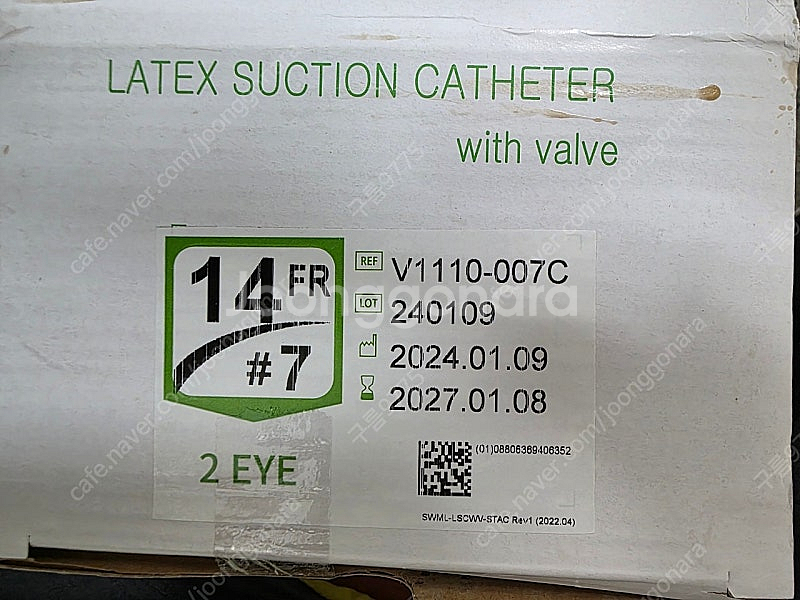 LATEX SUCTION CATHETER
with valve
14 FR
#7
2 EYE
REF V1110-007C
LOT 240109
2024.01.09
2027.01.08
(01)08806369406352
SWML-LSCWV-STAC Rev1 (2022.04)
Joonggonara
cafe.naver.com/joonggonara